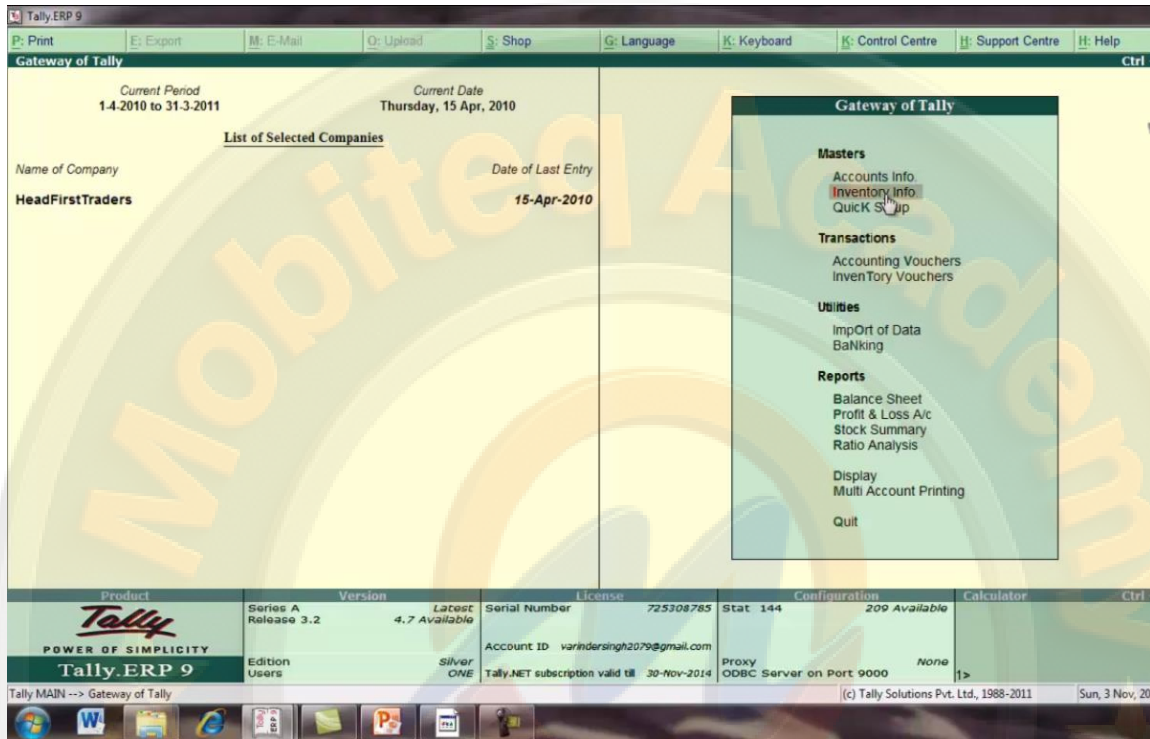 Tally.ERP 9
P: Print E: Export M: E-Mail O: Upload S: Shop G: Language K: Keyboard K: Control Centre H: Support Centre H: Help
Gateway of Tally Ctrl
Current Period Current Date
1-4-2010 to 31-3-2011 Thursday, 15 Apr, 2010
List of Selected Companies
Name of Company Date of Last Entry
HeadFirstTraders 15-Apr-2010
Gateway of Tally
Masters
Accounts Info.
Inventory Info.
QuicK
Transactions
Accounting Vouchers
InvenTory Vouchers
Utilities
ImpOrt of Data
BaNking
Reports
Balance Sheet
Profit & Loss A/c
Stock Summary
Ratio Analysis
Display
Multi Account Printing
Quit
Mobiteq Academy
Product Version License Configuration Calculator Ctrl
Tally
POWER OF SIMPLICITY
Tally.ERP 9
Series A Latest
Release 3.2 4.7 Available
Edition Silver
Users ONE
Serial Number 725308785
Account ID varindersingh2079@gmail.com
Tally.NET subscription valid till 30-Nov-2014
Stat 144 209 Available
Proxy None
ODBC Server on Port 9000
1>
Tally MAIN --> Gateway of Tally (c) Tally Solutions Pvt. Ltd., 1988-2011 Sun, 3 Nov, 20